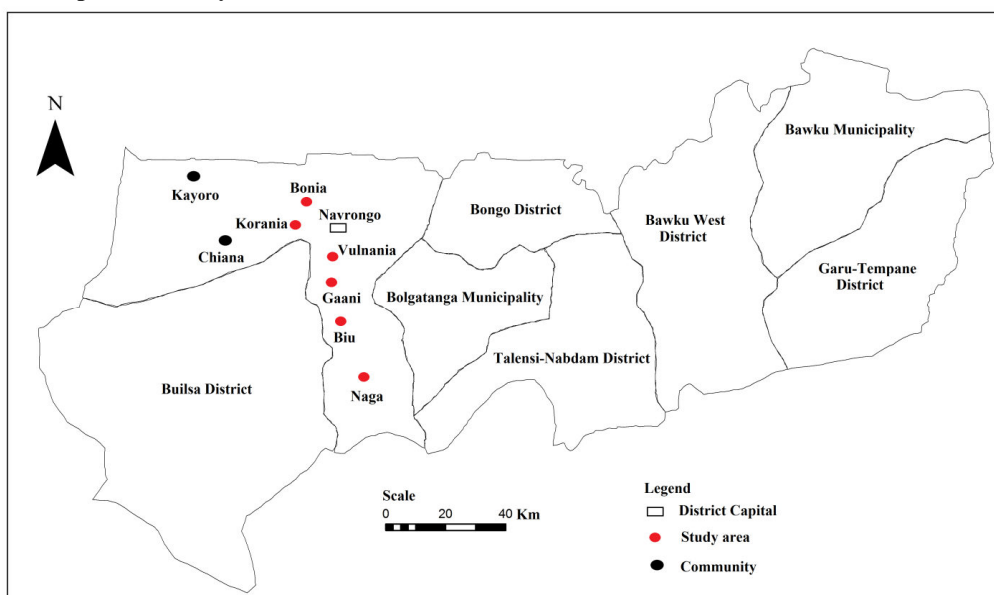 N
Kayoro
Bonia
Korania
Navrongo
Chiana
Vulnania
Gaani
Biu
Naga
Builsa District
Bongo District
Bolgatanga Municipality
Talensi-Nabdam District
Bawku West
District
Bawku Municipality
Garu-Tempane
District
Scale
0 20 40 Km
Legend
District Capital
Study area
Community